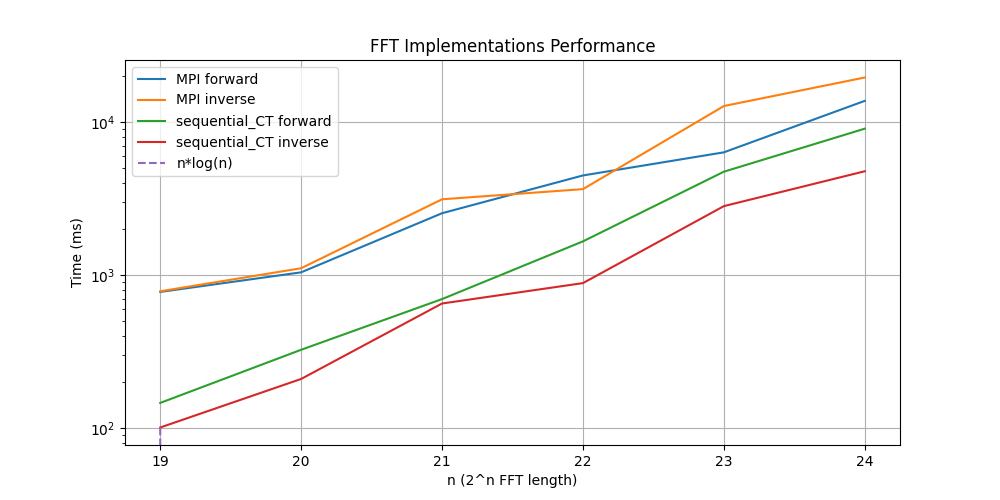 FFT Implementations Performance
MPI forward
MPI inverse
sequential_CT forward
sequential_CT inverse
n*log(n)
Time (ms)
10^4
10^3
10^2
19 20 21 22 23 24
n (2^n FFT length)